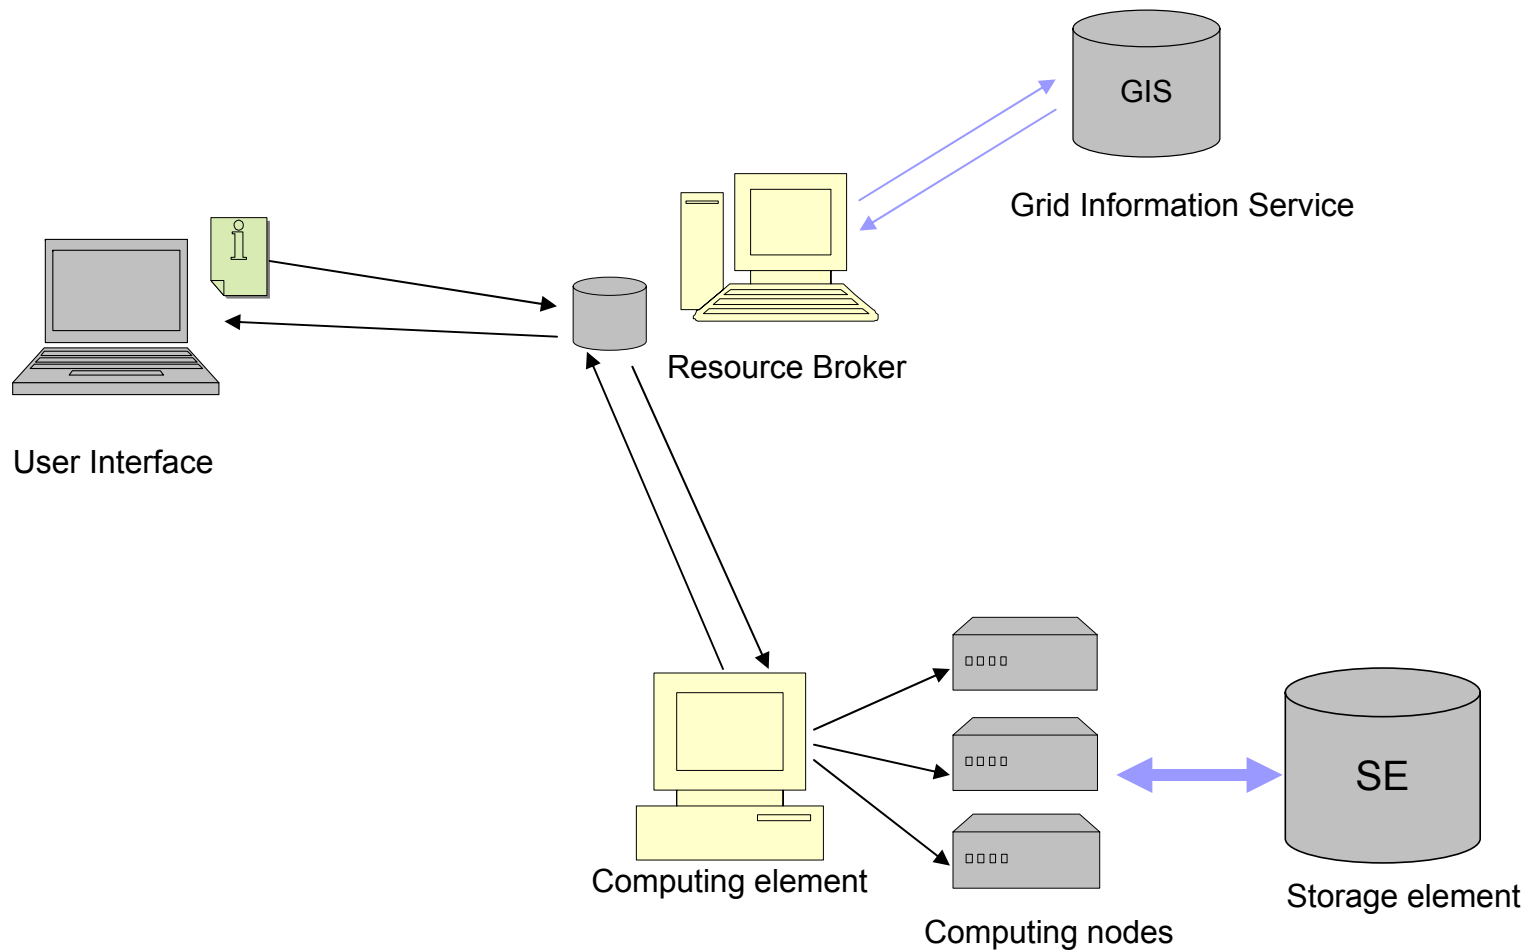 GIS
Grid Information Service
i
Resource Broker
User Interface
SE
Computing element
Storage element
Computing nodes